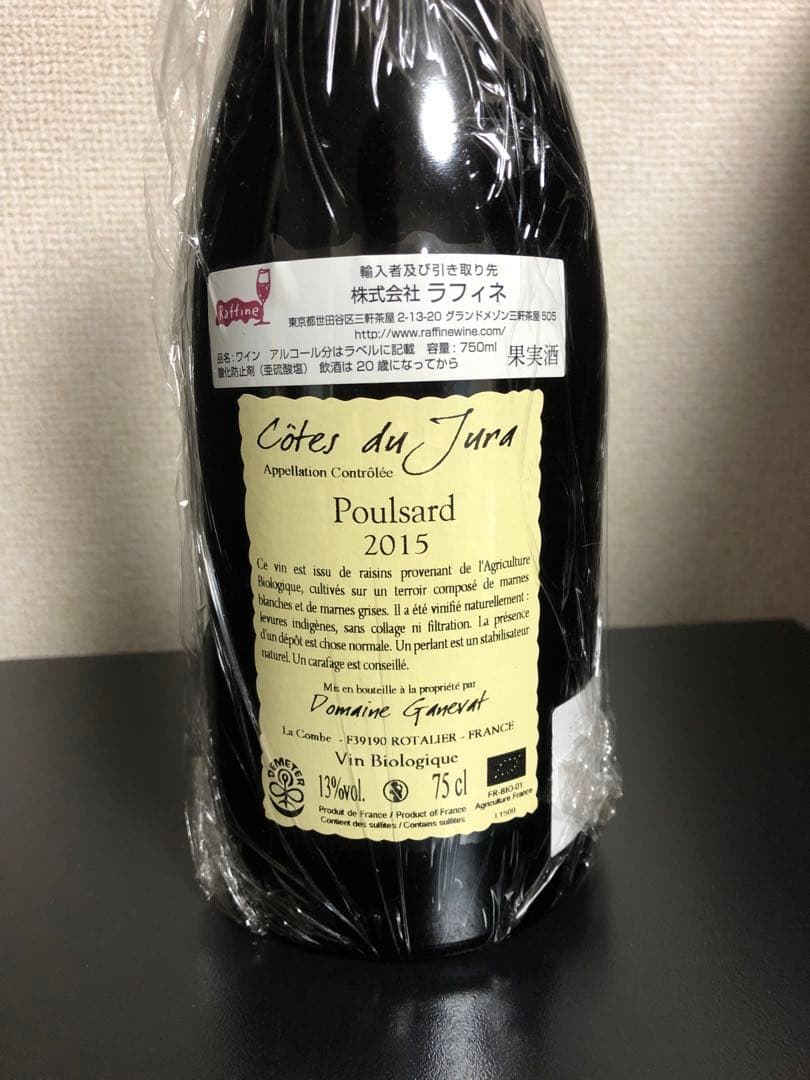 輸入者及び引き取り先
Raffine
株式会社 ラフィネ
東京都世田谷区三軒茶屋 2-13-20 グランドメゾン三軒茶屋 505
http://www.raffinewine.com/
品名:ワイン アルコール分はラベルに記載 容量:750ml
酸化防止剤(亜硫酸塩) 飲酒は20歳になってから
果実酒
Côtes du Jura
Appellation Contrôlée
Poulsard
2015
Ce vin est issu de raisins provenant de l'Agriculture
Biologique, cultivés sur un terroir composé de marnes
blanches et de marnes grises. Il a été vinifié naturellement :
levures indigènes, sans collage ni filtration. La présence
d'un dépôt est chose normale. Un perlant est un stabilisateur
naturel. Un carafage est conseillé.
Mis en bouteille à la propriété par
Domaine Ganevat
La Combe - F39190 ROTALIER - FRANCE
Vin Biologique
DEMETER
13%vol.
75 cl
FR-BIO-01
Agriculture France
L1509
Produit de France / Product of France
Contient des sulfites / Contains sulfites